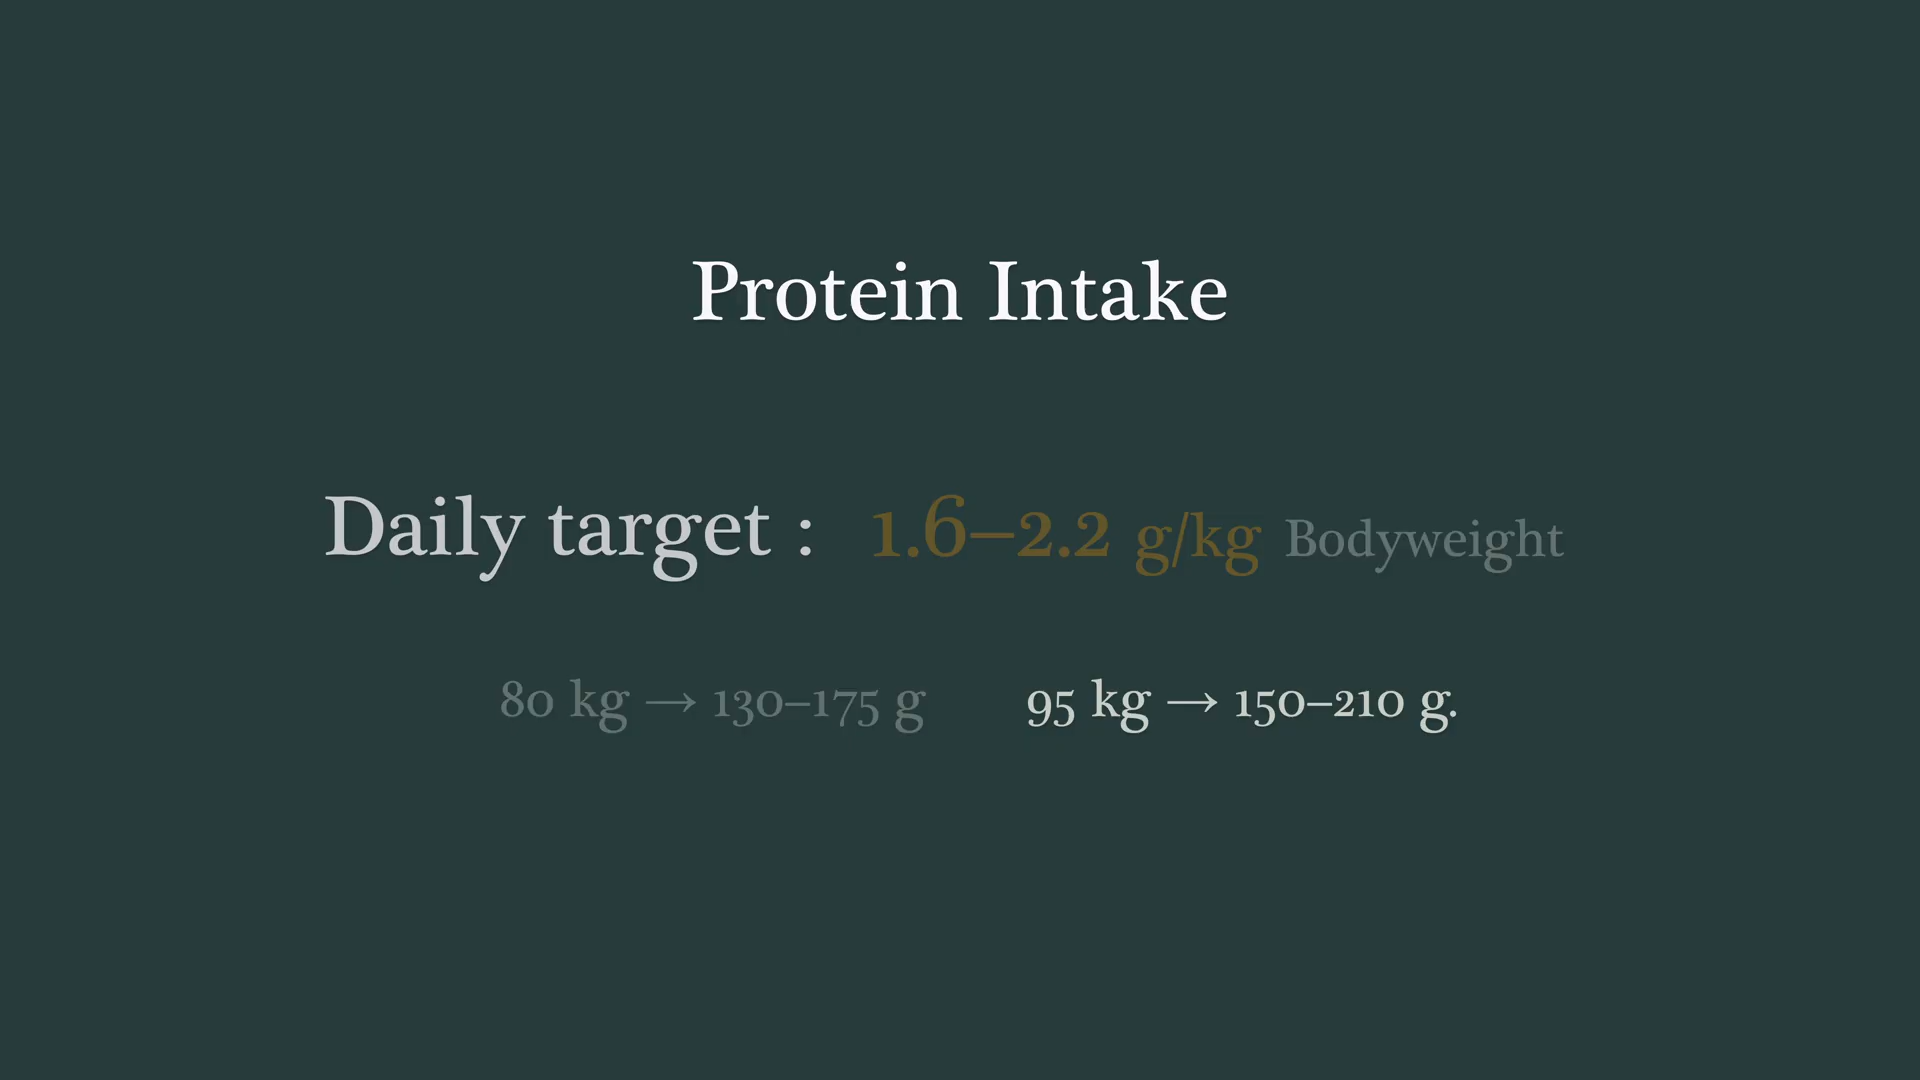 Protein Intake
Daily target : 1.6–2.2 g/kg Bodyweight
80 kg → 130–175 g 95 kg → 150–210 g.